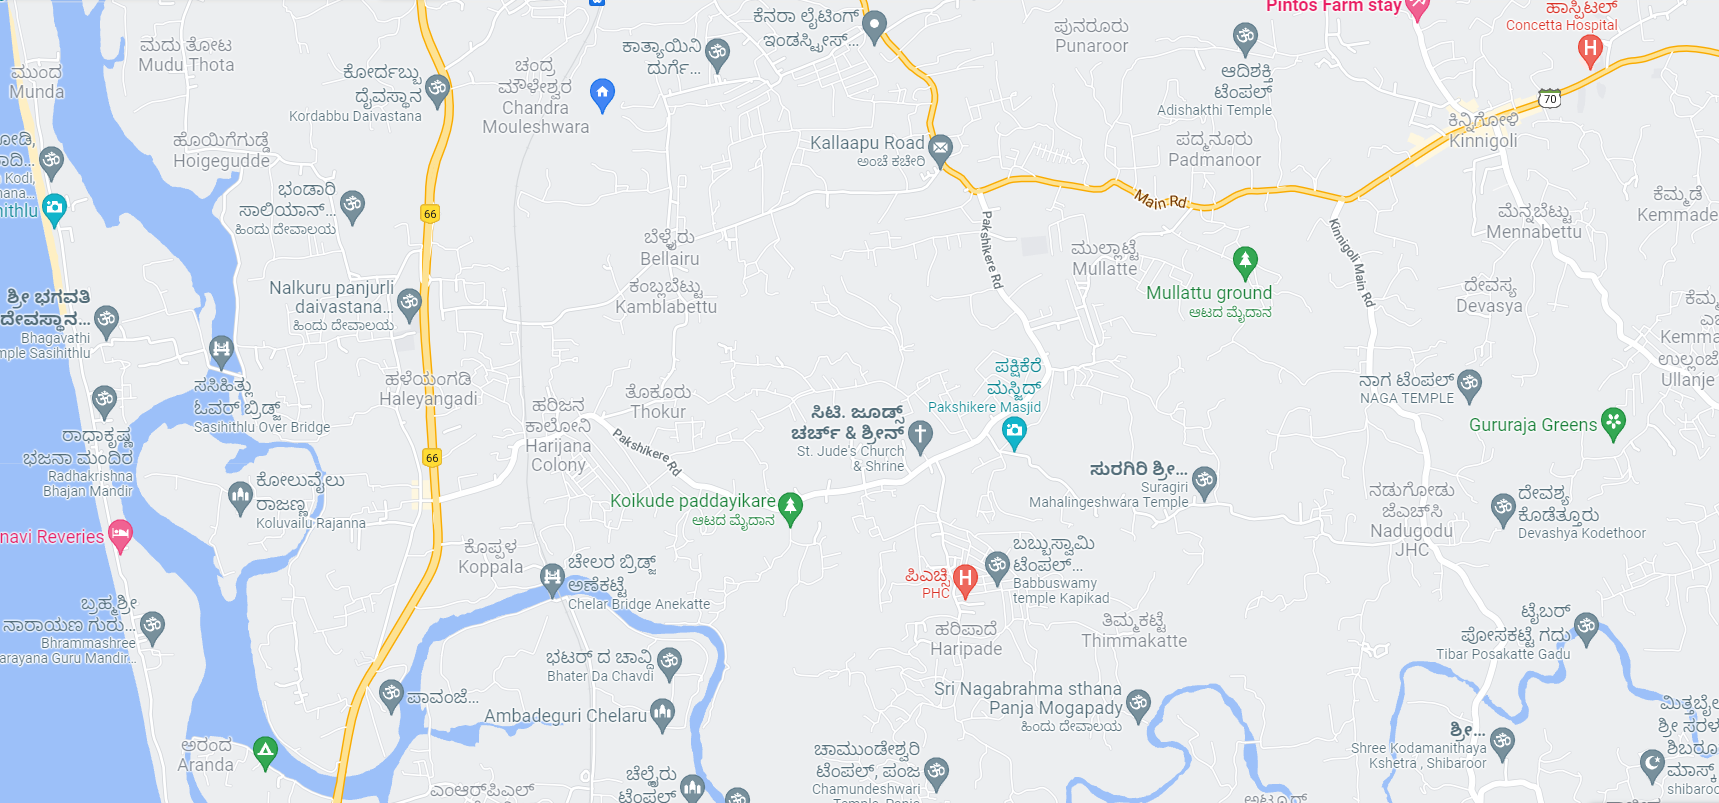 Pintos Farm stay
ಹಾಸ್ಪಿಟಲ್
Concetta Hospital
ಕೆನರಾ ಲೈಟಿಂಗ್
ಇಂಡಸ್ಟ್ರೀಸ್...
ಮದು ತೋಟ
Mudu Thota
ಕಾತ್ಯಾಯಿನಿ
ದುರ್ಗೆ...
ಪುನರೂರು
Punaroor
ಮುಂದ
Munda
ಕೋರ್ದಬ್ಬು
ದೈವಸ್ಥಾನ
Kordabbu Daivastana
ಚಂದ್ರ
ಮೌಳೇಶ್ವರ
Chandra
Mouleshwara
ಆದಿಶಕ್ತಿ
ಟೆಂಪಲ್
Adishakthi Temple
70
ಕಿನ್ನಿಗೋಳಿ
Kinnigoli
ಹೊಯಿಗೆಗುಡ್ಡೆ
Hoigegudde
Kallaapu Road
ಅಂಚೆ ಕಚೇರಿ
ಪದ್ಮನೂರು
Padmanoor
ಭಂಡಾರಿ
ಸಾಲಿಯಾನ್...
ಹಿಂದು ದೇವಾಲಯ
66
Main Rd
ಕೆಮ್ಮಡೆ
Kemmade
ಮೆನ್ನಬೆಟ್ಟು
Mennabettu
ಬೆಳ್ಳೈರು
Bellairu
Pakshikere Rd
ಮುಲ್ಲಾಟ್ಟೆ
Mullatte
Kinnigoli Main Rd
Mullattu ground
ಆಟದ ಮೈದಾನ
ದೇವಸ್ಯ
Devasya
Nalkuru panjurli
daivastana...
ಹಿಂದು ದೇವಾಲಯ
ಕಂಬ್ಲಬೆಟ್ಟು
Kamblabettu
ಶ್ರೀ ಭಗವತಿ
ದೇವಸ್ಥಾನ...
Bhagavathi
mple Sasihithlu
ಉಲ್ಲಂಜೆ
Ullanje
ಸಸಿಹಿತ್ಲು
ಓವರ್ ಬ್ರಿಡ್ಜ್
Sasihithlu Over Bridge
ಹಳೆಯಂಗಡಿ
Haleyangadi
ಹರಿಜನ
ಕಾಲೋನಿ
Harijana
Colony
ತೊಕೂರು
Thokur
ಪಕ್ಷಿಕೆರೆ
ಮಸ್ಜಿದ್
Pakshikere Masjid
ಸಿಟಿ. ಜೂಡ್ಸ್
ಚರ್ಚ್ & ಶ್ರೀನ್
St. Jude's Church
& Shrine
ನಾಗ ಟೆಂಪಲ್
NAGA TEMPLE
Gururaja Greens
ರಾಧಾಕೃಷ್ಣ
ಭಜನಾ ಮಂದಿರ
Radhakrishna
Bhajan Mandir
66
Pakshikere Rd
ಕೋಲುವೈಲು
ರಾಜಣ್ಣ
Koluvailu Rajanna
Koikude paddayikare
ಆಟದ ಮೈದಾನ
ಸುರಗಿರಿ ಶ್ರೀ...
Suragiri
Mahalingeshwara Temple
ನಡುಗೋಡು
ಜೆಎಚ್‌ಸಿ
Nadugodu
JHC
ದೇವಶ್ಯ
ಕೊಡೆತ್ತೂರು
Devashya Kodethoor
navi Reveries
ಕೊಪ್ಪಳ
Koppala
ಚೇಲರ ಬ್ರಿಡ್ಜ್
ಅಣೆಕಟ್ಟೆ
Chelar Bridge Anekatte
ಪಿಎಚ್ಸಿ
PHC
ಬಬ್ಬುಸ್ವಾಮಿ
ಟೆಂಪಲ್...
Babbuswamy
temple Kapikad
ಬ್ರಹ್ಮಶ್ರೀ
ನಾರಾಯಣ ಗುರು...
Bhrammashree
arayana Guru Mandir...
ಹರಿಪಾದೆ
Haripade
ತಿಮ್ಮಕಟ್ಟೆ
Thimmakatte
ಟೈಬರ್
ಪೋಸಕಟ್ಟೆ ಗದು
Tibar Posakatte Gadu
ಭಟರ್ ದ ಚಾವ್ಡಿ
Bhater Da Chavdi
ಪಾವಂಜೆ...
Ambadeguri Chelaru
Sri Nagabrahma sthana
Panja Mogapady
ಹಿಂದು ದೇವಾಲಯ
ಶ್ರೀ...
Shree Kodamanithaya
Kshetra , Shibaroor
ಅರಂದ
Aranda
ಚಾಮುಂಡೇಶ್ವರಿ
ಟೆಂಪಲ್, ಪಂಜ
Chamundeshwari
ಚೆಲ್ಯೈರು
ಟೆಂಪಲ್
ಎಂಆರ್‌ಪಿಎಲ್